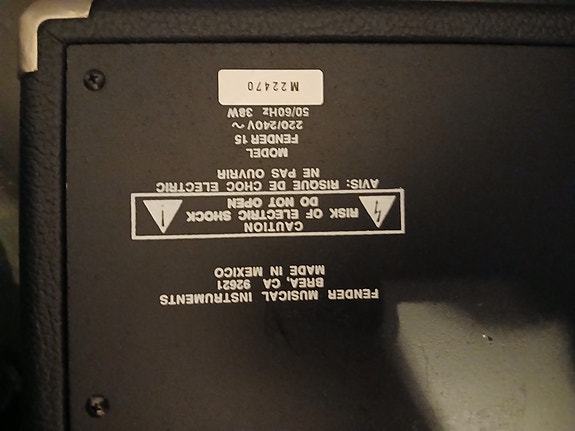 FENDER MUSICAL INSTRUMENTS
BREA, CA 92621
MADE IN MEXICO
CAUTION
RISK OF ELECTRIC SHOCK
DO NOT OPEN
AVIS: RISQUE DE CHOC ELECTRIC
NE PAS OUVRIR
MODEL
FENDER 15
220/240V~
50/60Hz 38W
M22470